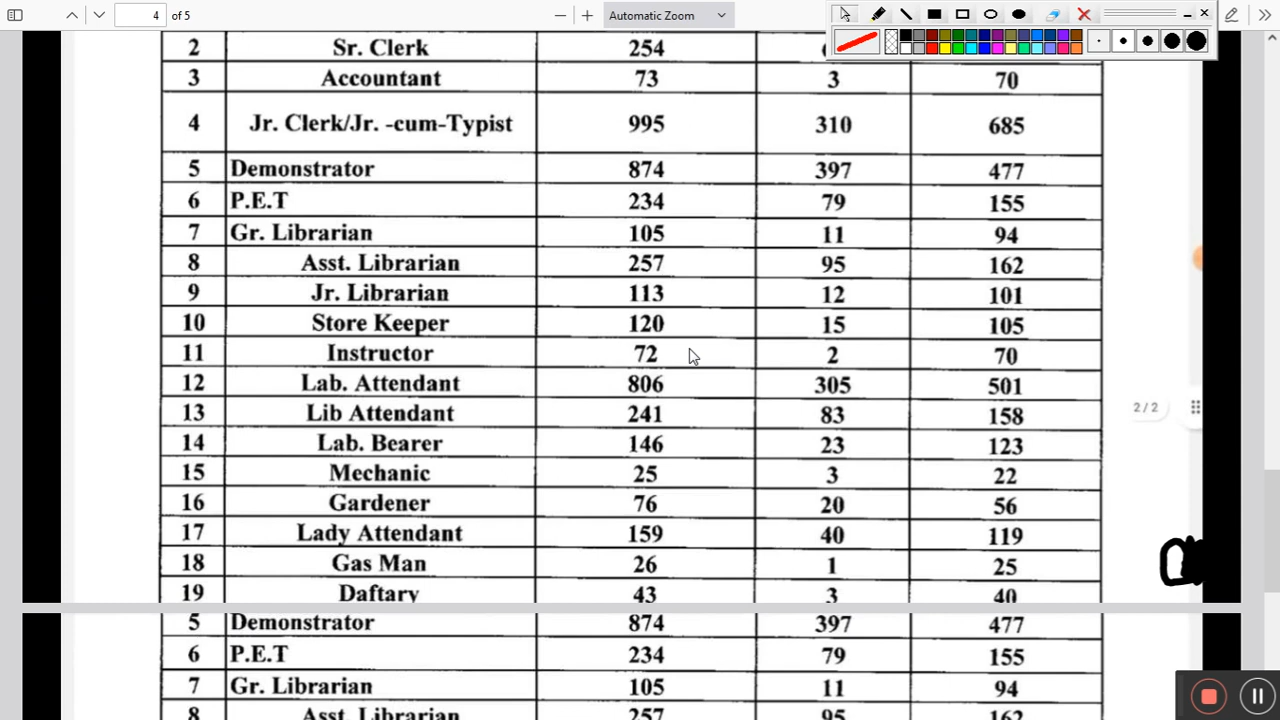 4 of 5 Automatic Zoom
2 Sr. Clerk 254
3 Accountant 73 3 70
4 Jr. Clerk/Jr. -cum-Typist 995 310 685
5 Demonstrator 874 397 477
6 P.E.T 234 79 155
7 Gr. Librarian 105 11 94
8 Asst. Librarian 257 95 162
9 Jr. Librarian 113 12 101
10 Store Keeper 120 15 105
11 Instructor 72 2 70
12 Lab. Attendant 806 305 501
13 Lib Attendant 241 83 158
2/2
14 Lab. Bearer 146 23 123
15 Mechanic 25 3 22
16 Gardener 76 20 56
17 Lady Attendant 159 40 119
18 Gas Man 26 1 25
19 Daftary 43 3 40
5 Demonstrator 874 397 477
6 P.E.T 234 79 155
7 Gr. Librarian 105 11 94
8 Asst. Librarian 257 95 162